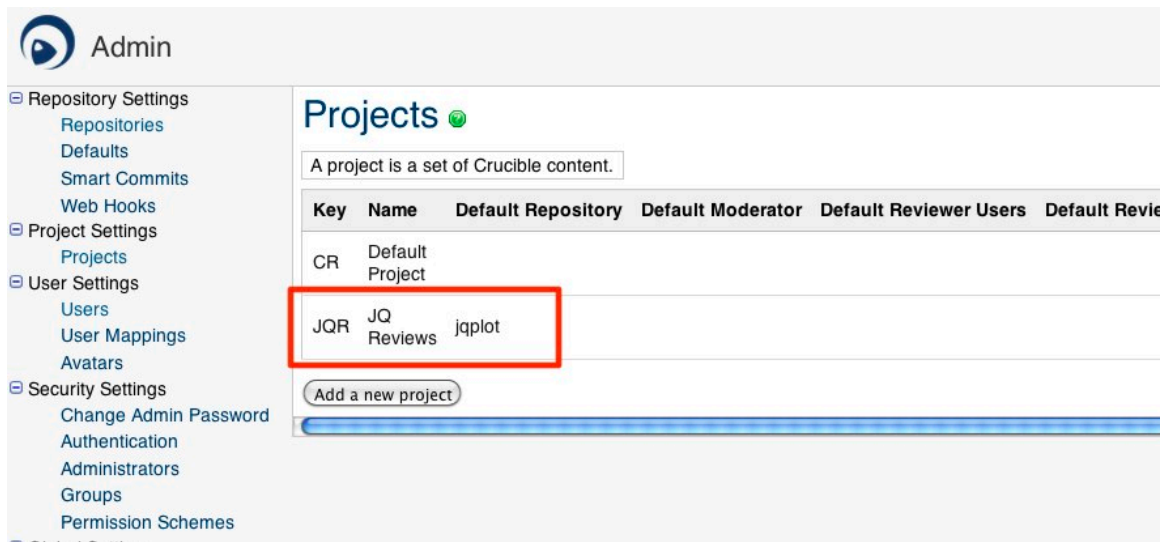 Admin
Repository Settings
Repositories
Defaults
Smart Commits
Web Hooks
Project Settings
Projects
User Settings
Users
User Mappings
Avatars
Security Settings
Change Admin Password
Authentication
Administrators
Groups
Permission Schemes
Projects
A project is a set of Crucible content.
Key Name Default Repository Default Moderator Default Reviewer Users Default Revie
CR Default Project
JQR JQ Reviews jqplot
Add a new project